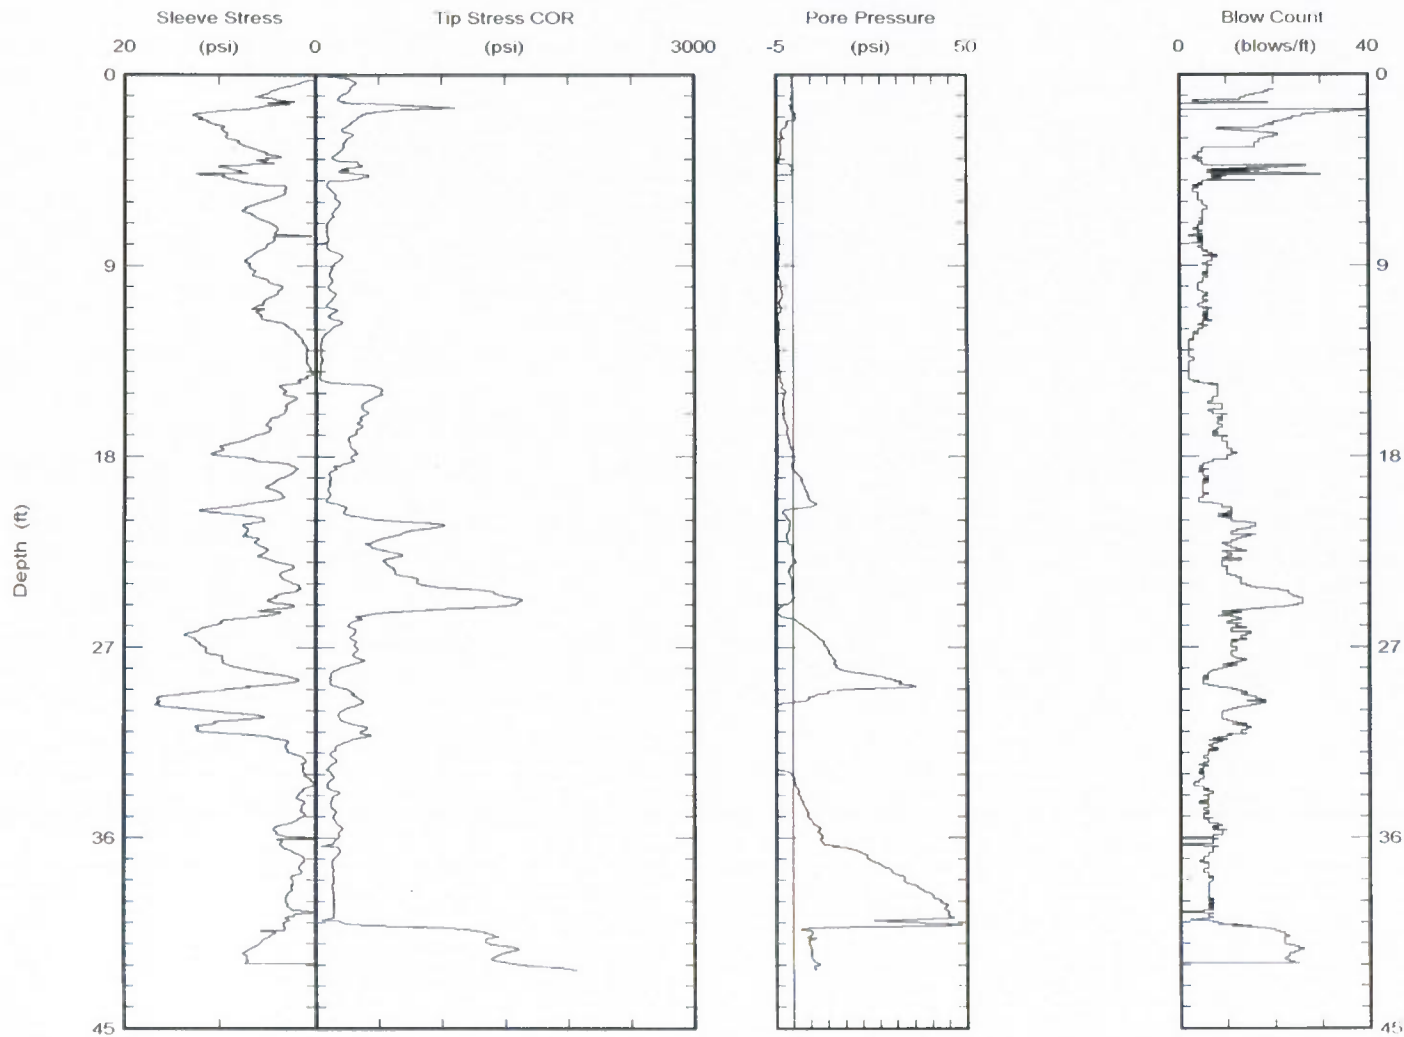 Sleeve Stress Tip Stress COR Pore Pressure Blow Count
20 (psi) 0 (psi) 3000 -5 (psi) 50 0 (blows/ft) 40
0 0
9 9
18 18
Depth (ft)
27 27
36 36
45 45